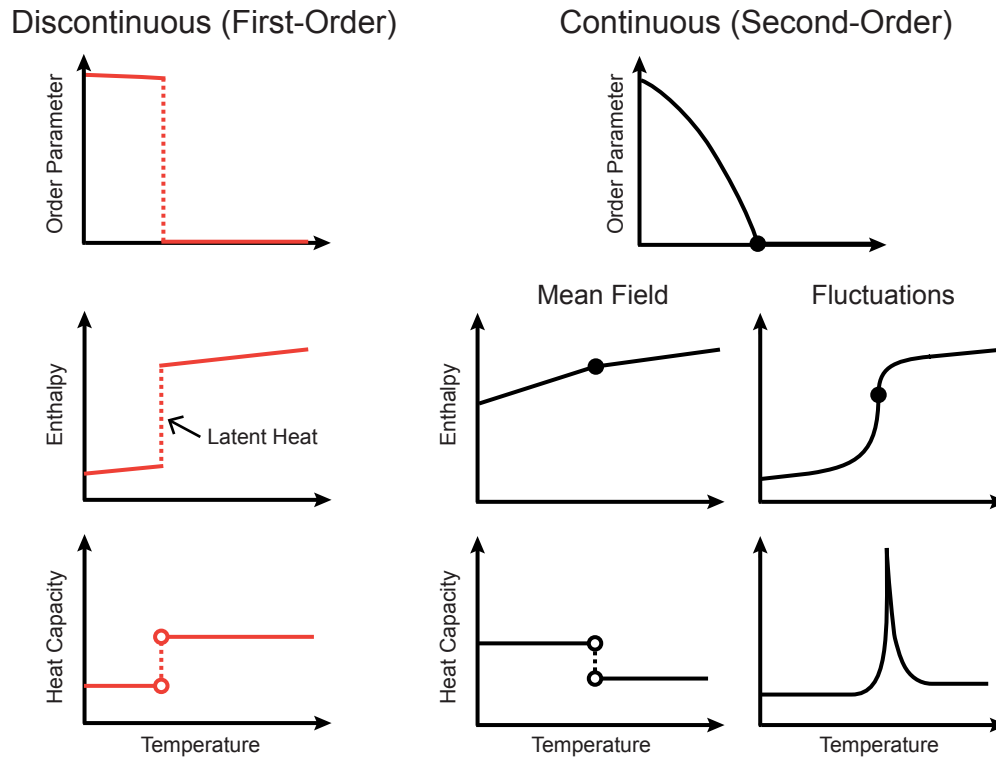 Discontinuous (First-Order)
Continuous (Second-Order)
Order Parameter
Order Parameter
Mean Field
Fluctuations
Enthalpy
Latent Heat
Enthalpy
Heat Capacity
Heat Capacity
Temperature
Temperature
Temperature